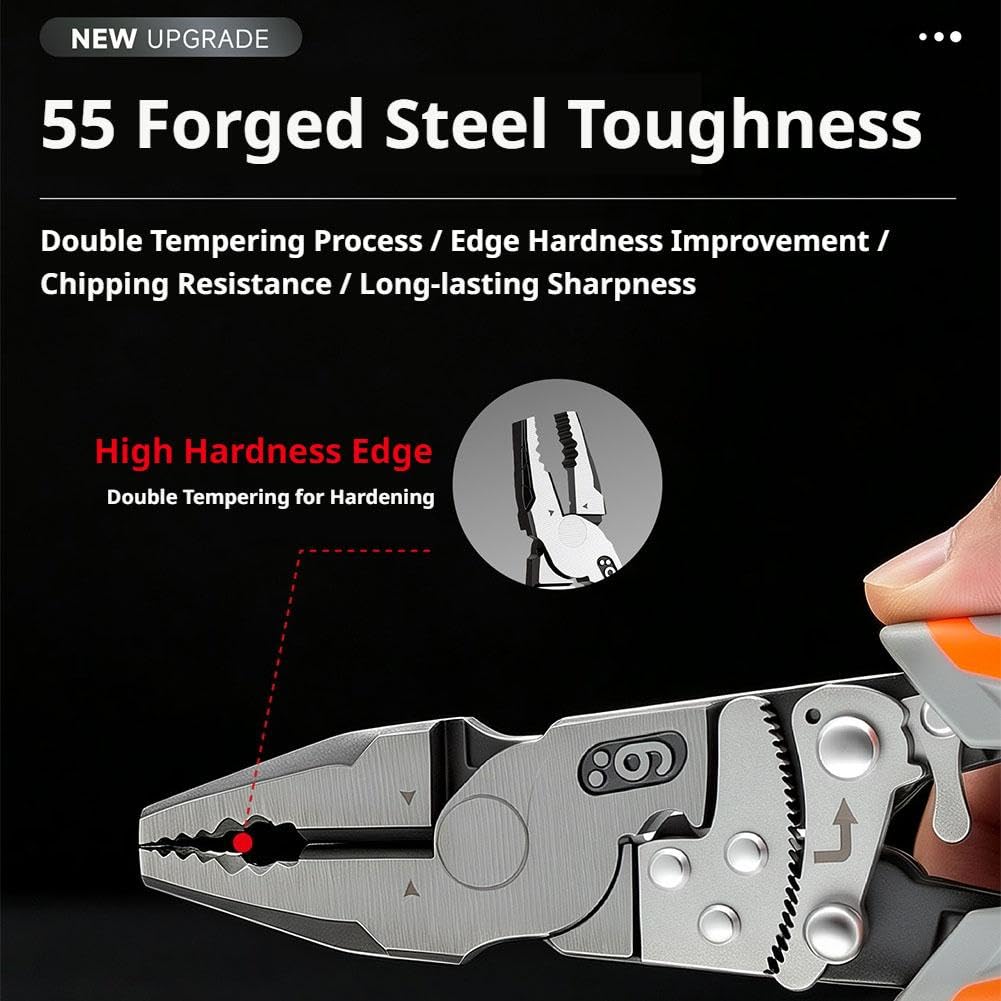 NEW UPGRADE
55 Forged Steel Toughness
Double Tempering Process / Edge Hardness Improvement /
Chipping Resistance / Long-lasting Sharpness
High Hardness Edge
Double Tempering for Hardening